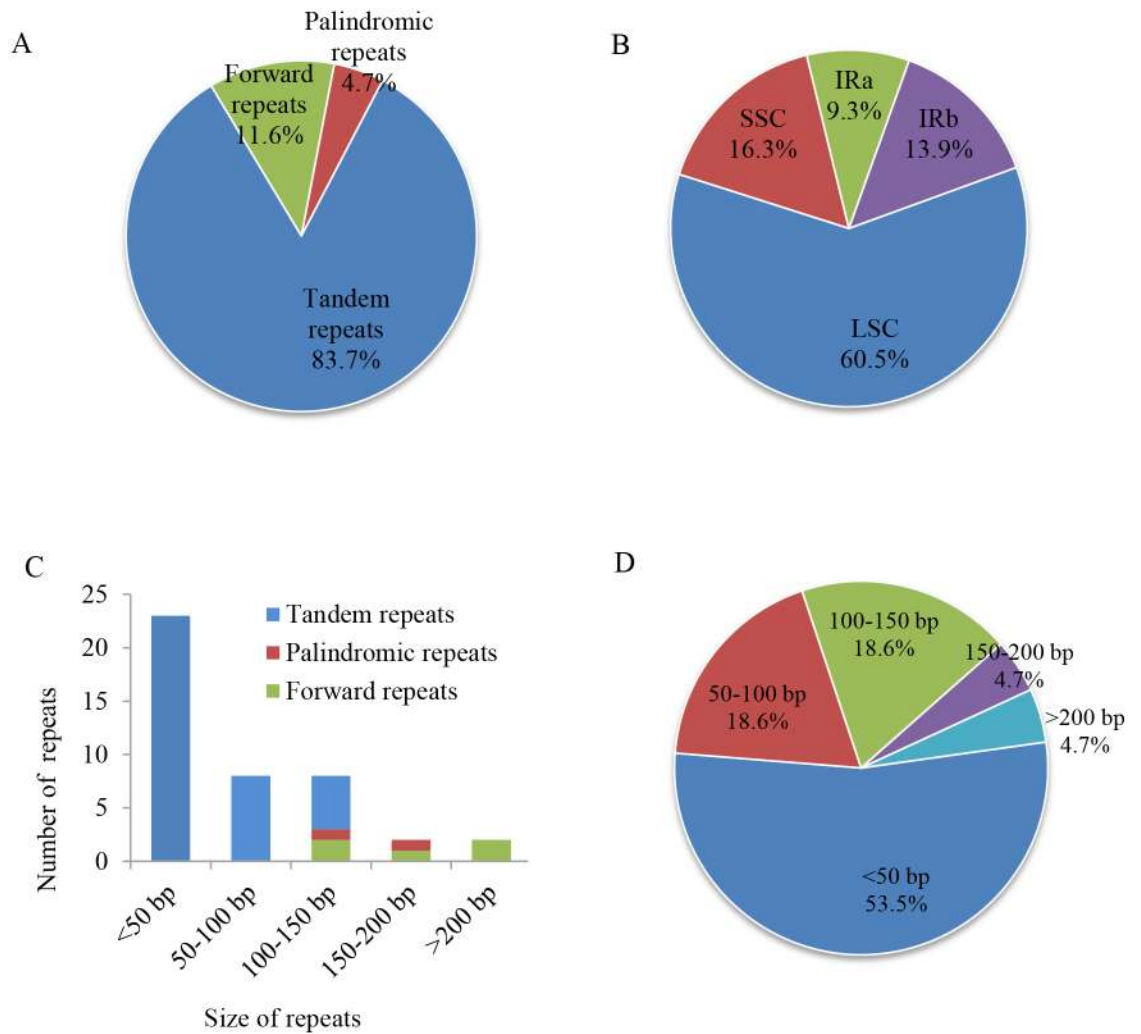 A
Palindromic
repeats
4.7%
Forward
repeats
11.6%
Tandem
repeats
83.7%
B
IRa
9.3%
SSC
16.3%
IRb
13.9%
LSC
60.5%
C
25
20
15
10
5
0
Number of repeats
Tandem repeats
Palindromic repeats
Forward repeats
<50 bp
50-100 bp
100-150 bp
150-200 bp
>200 bp
Size of repeats
D
100-150 bp
18.6%
150-200 bp
4.7%
50-100 bp
18.6%
>200 bp
4.7%
<50 bp
53.5%